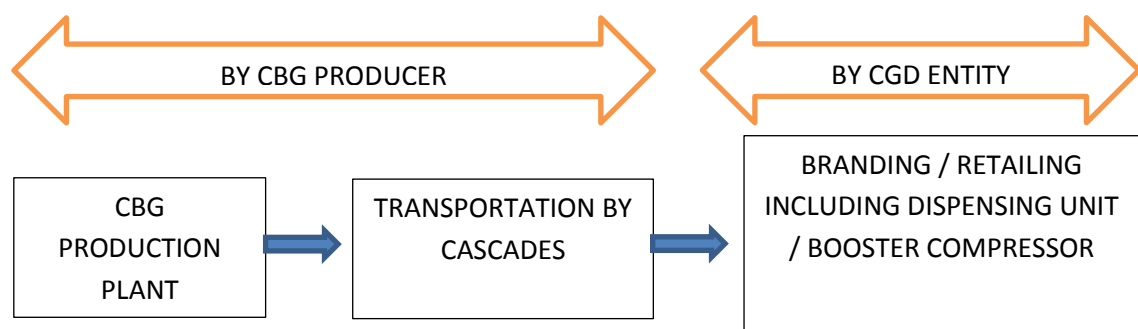 BY CBG PRODUCER
BY CGD ENTITY
CBG
PRODUCTION
PLANT
TRANSPORTATION BY
CASCADES
BRANDING / RETAILING
INCLUDING DISPENSING UNIT
/ BOOSTER COMPRESSOR